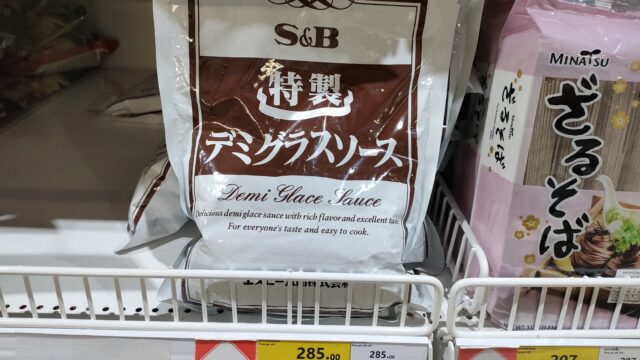 S&B
特製
デミグラスソース
Demi Glace Sauce
Delicious demi glace sauce with rich flavor and excellent
For everyone's taste and easy to cook.
MINATSU
ざるそば
285.00
285.00